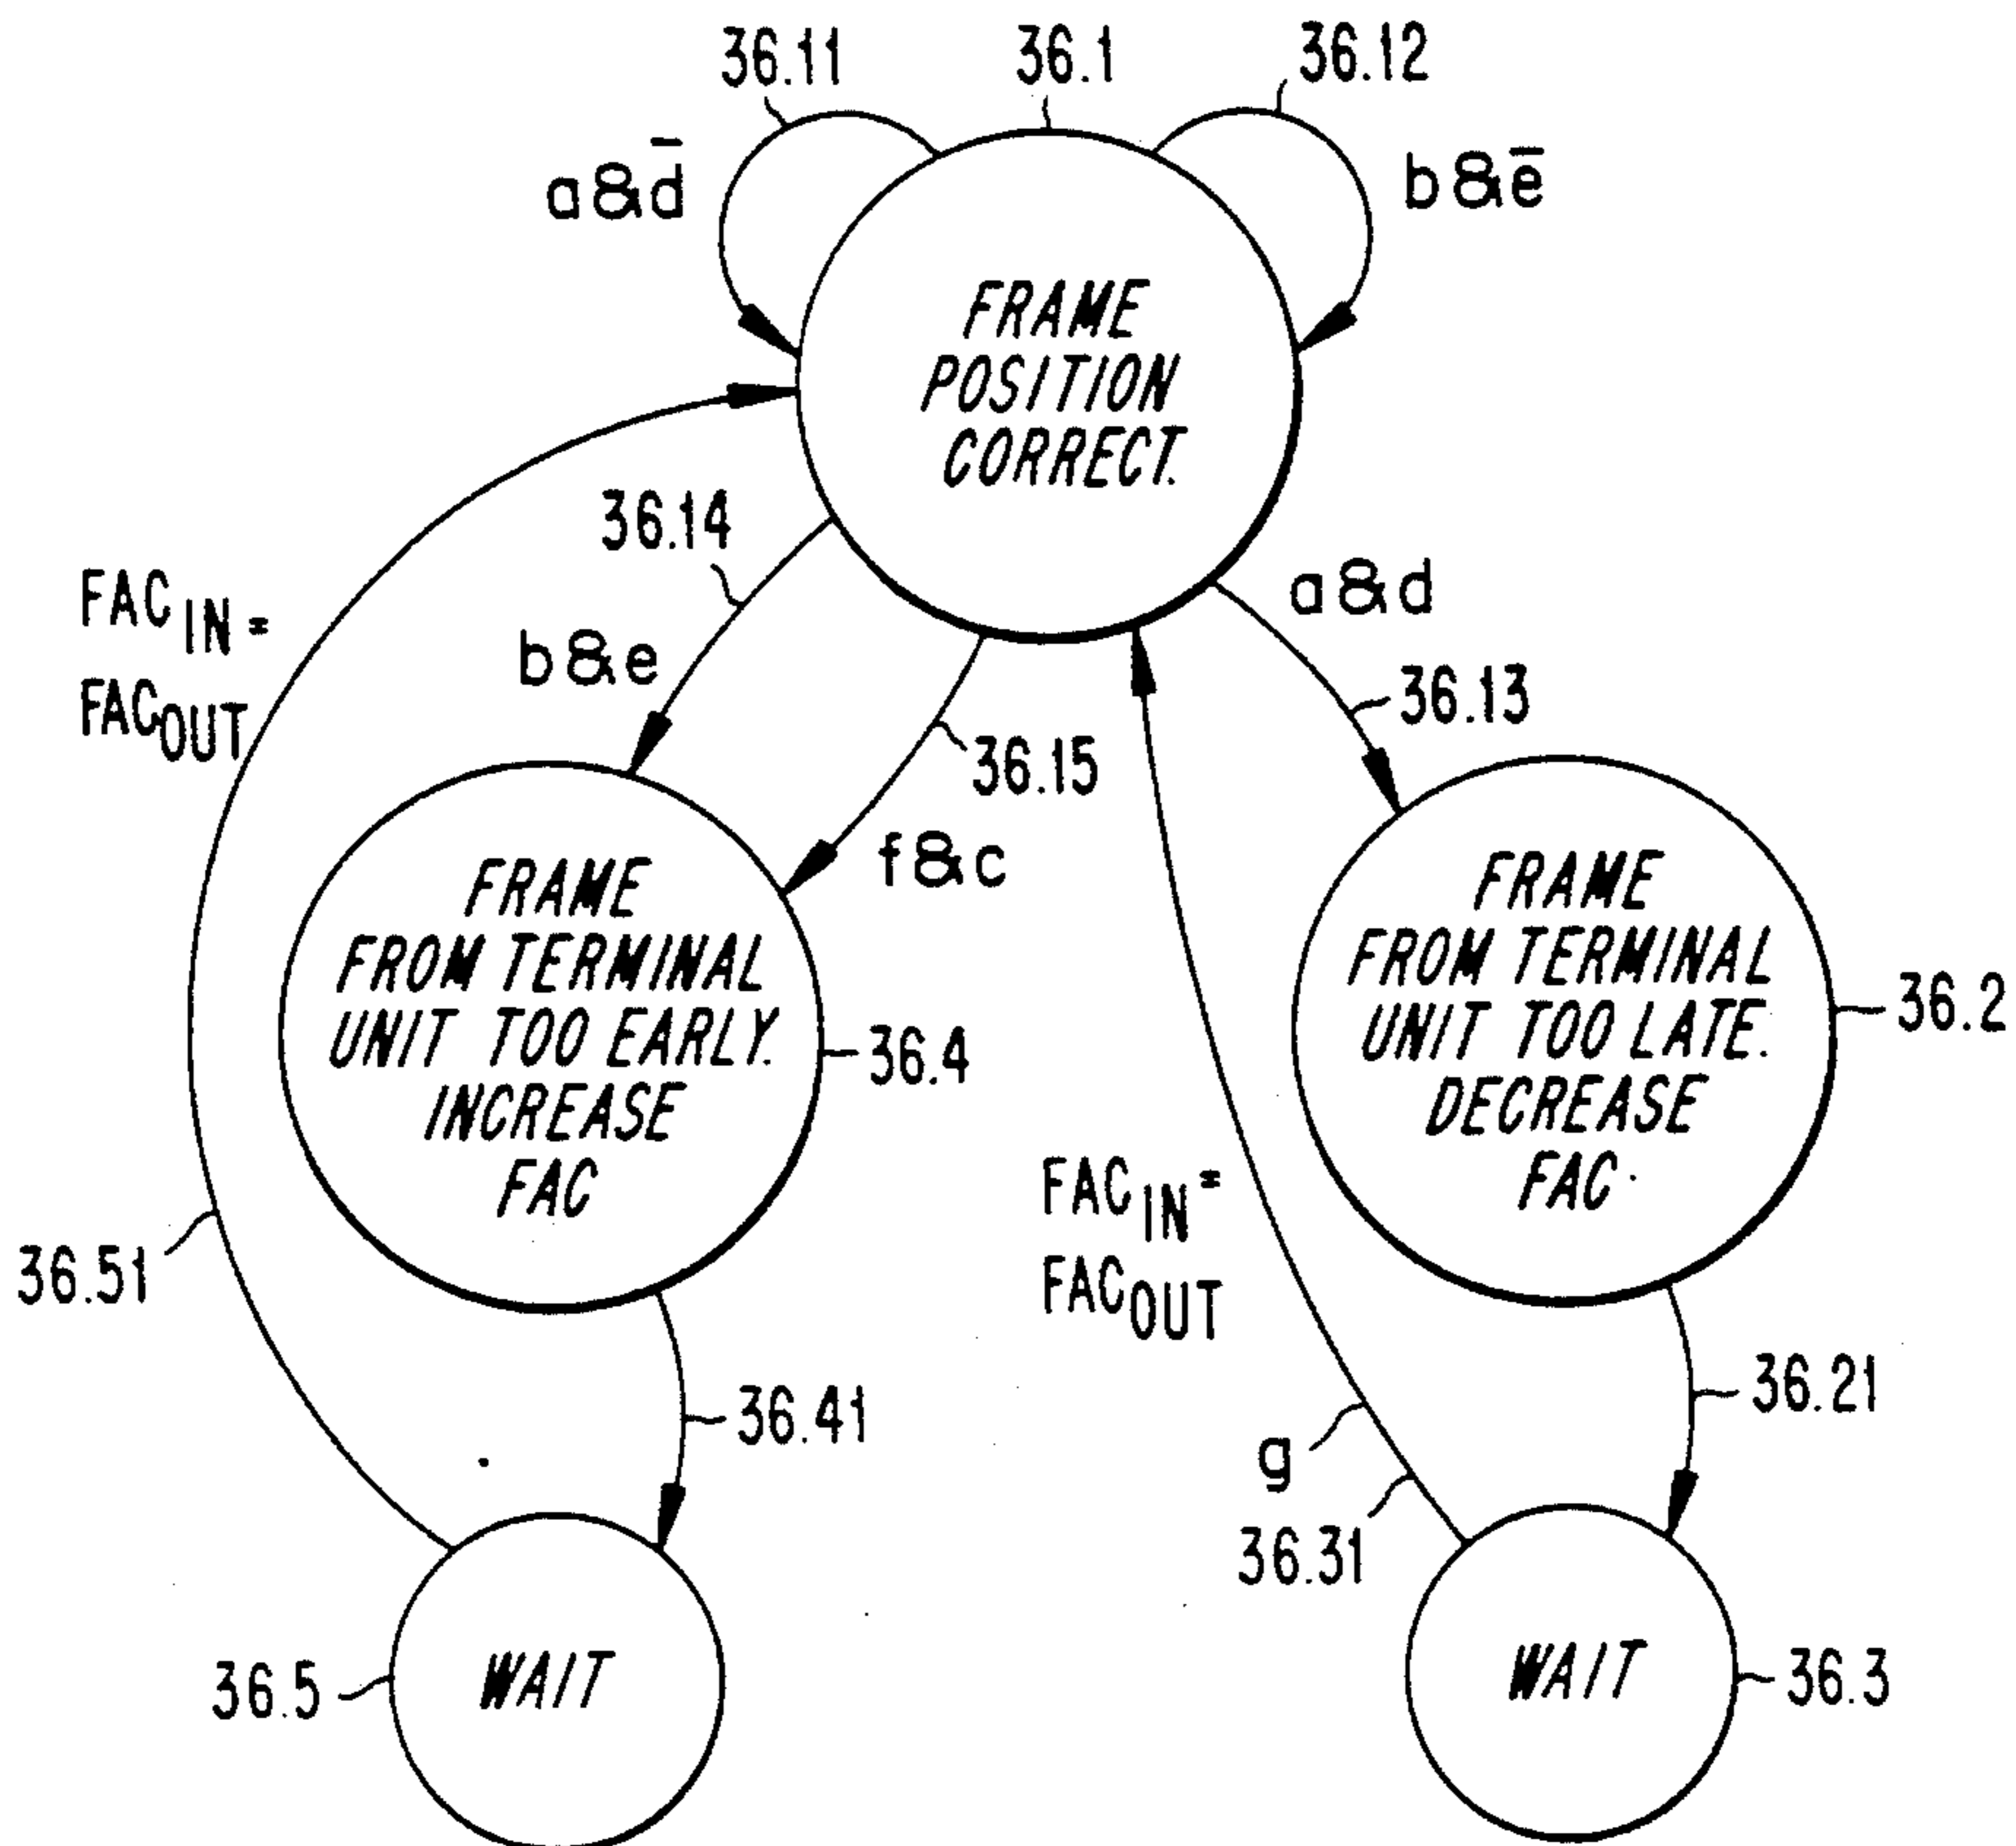 36.11
36.1
36.12
a&d̅
b&e̅
FRAME
POSITION
CORRECT.
36.14
a&d
FAC IN =
FAC OUT
b&e
36.13
36.15
f&c
FRAME
FROM TERMINAL
UNIT TOO EARLY.
INCREASE
FAC
36.4
FRAME
FROM TERMINAL
UNIT TOO LATE.
DECREASE
FAC
36.2
FAC IN =
FAC OUT
36.51
36.41
36.21
g
36.31
36.5
WAIT
WAIT
36.3